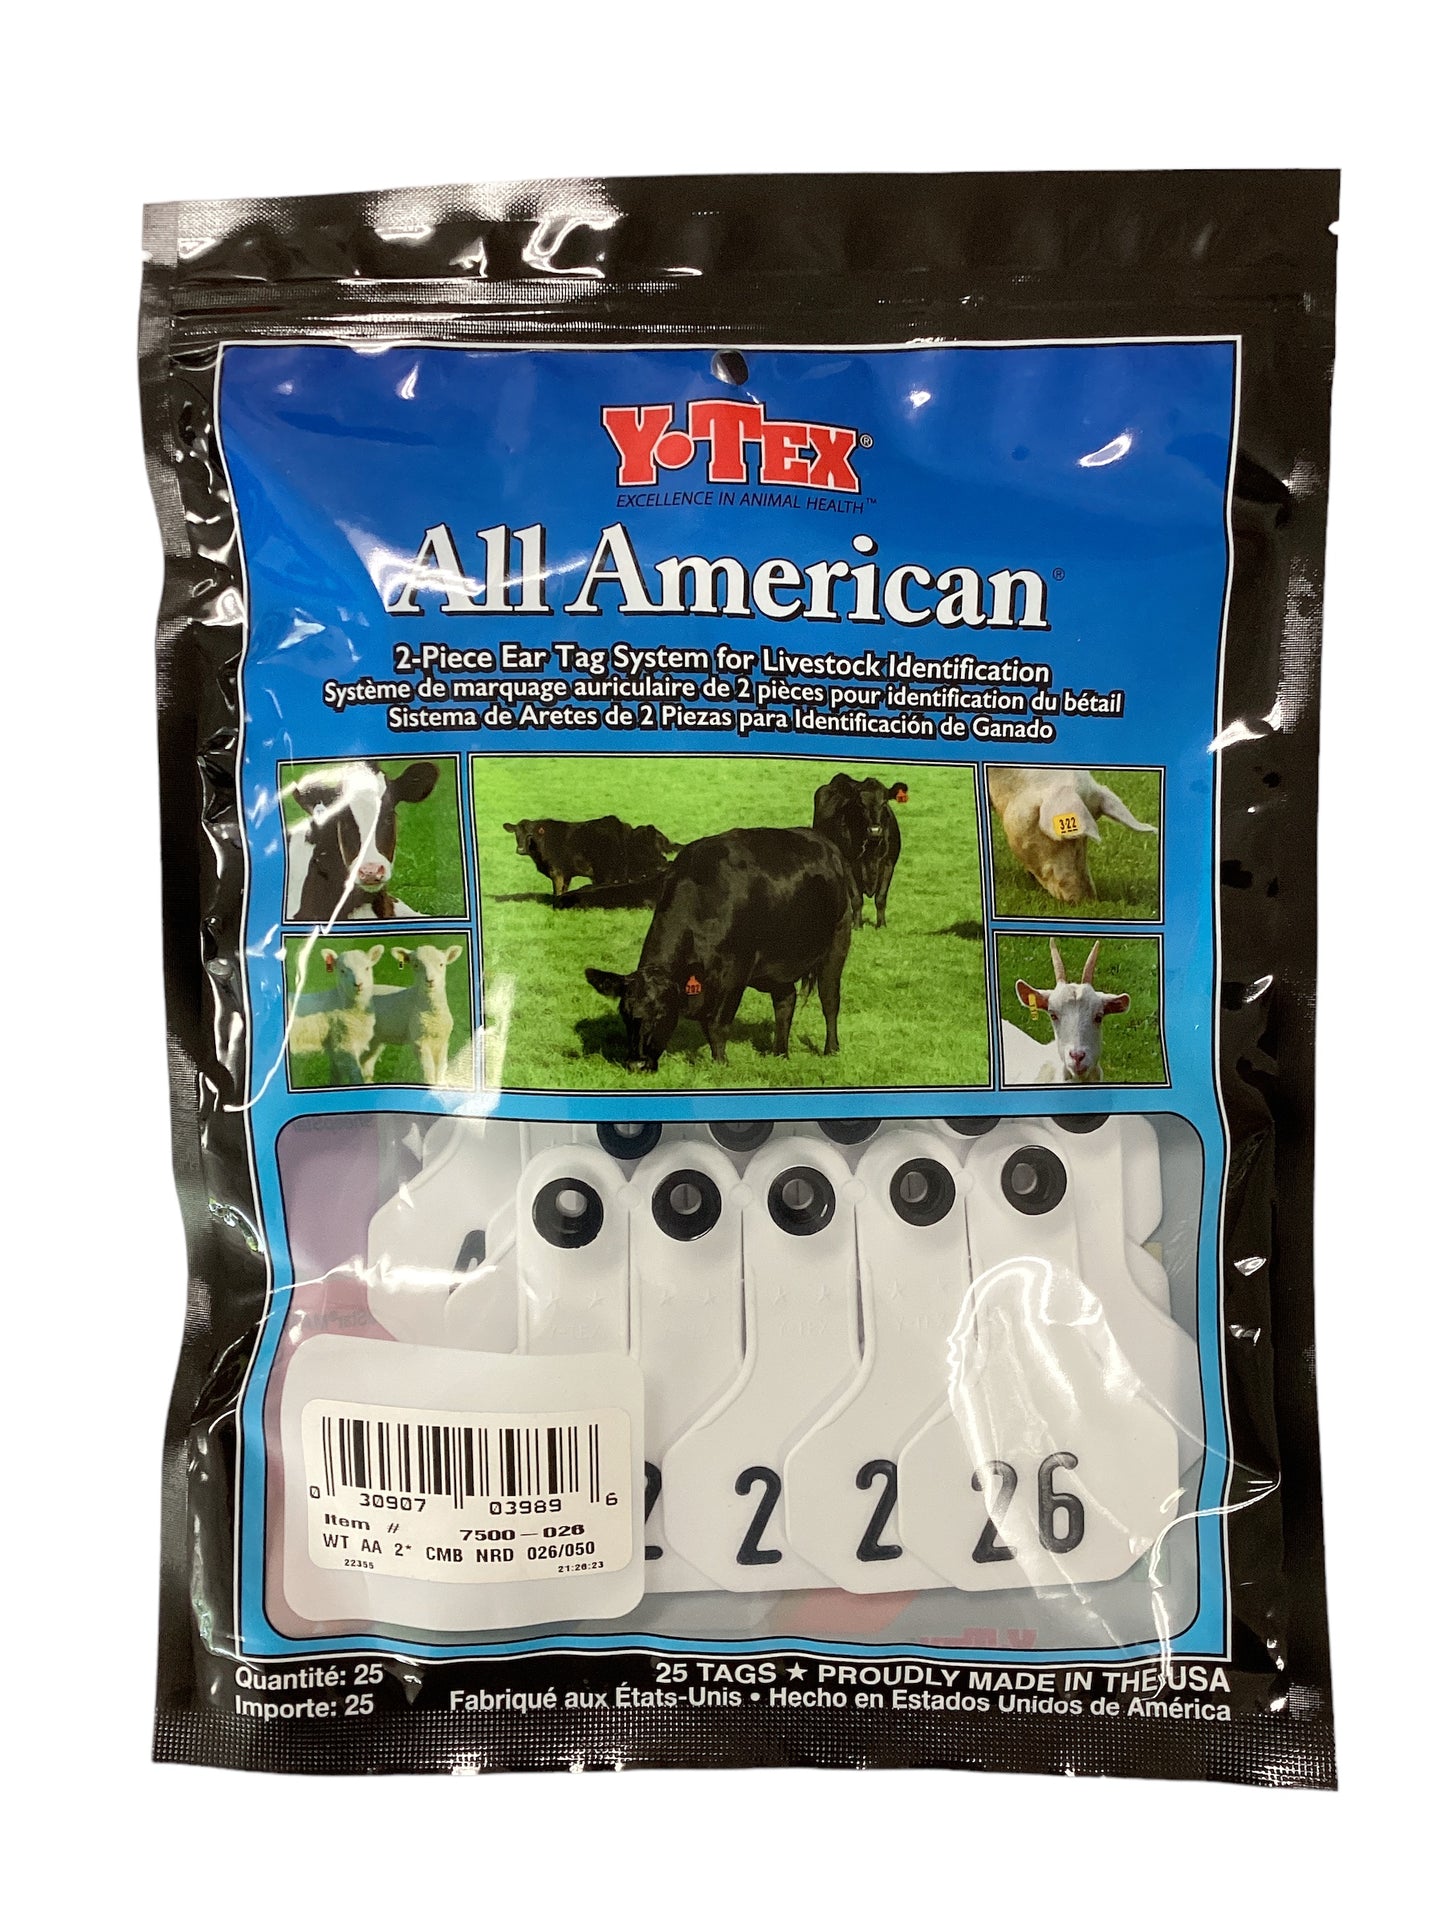 Y·TEX®
EXCELLENCE IN ANIMAL HEALTH™
All American®
2-Piece Ear Tag System for Livestock Identification
Système de marquage auriculaire de 2 pièces pour identification du bétail
Sistema de Aretes de 2 Piezas para Identificación de Ganado
322
792
2 2 2 26
0 30907 03989 6
Item # 7500-026
WT AA 2* CMB NRD 026/050
22355 21:26:23
Quantité: 25
Importe: 25
25 TAGS ★ PROUDLY MADE IN THE USA
Fabriqué aux États-Unis • Hecho en Estados Unidos de América